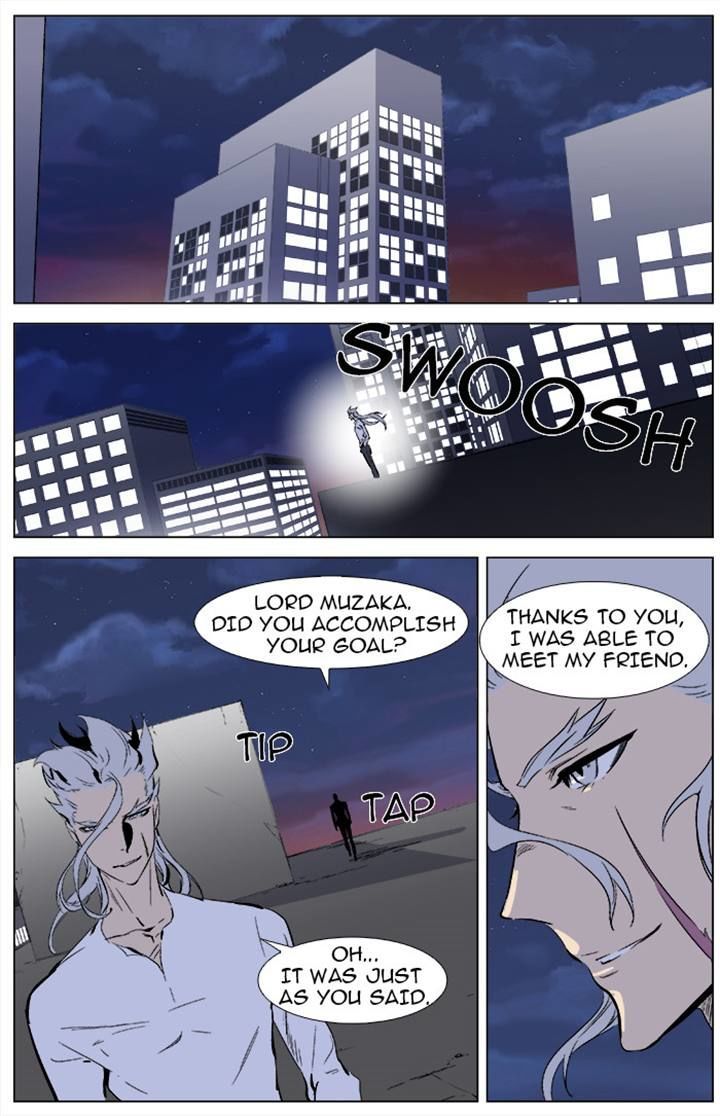 SWOOSH
LORD MUZAKA.
DID YOU ACCOMPLISH
YOUR GOAL?
TIP
TAP
OH...
IT WAS JUST
AS YOU SAID.
THANKS TO YOU,
I WAS ABLE TO
MEET MY FRIEND.